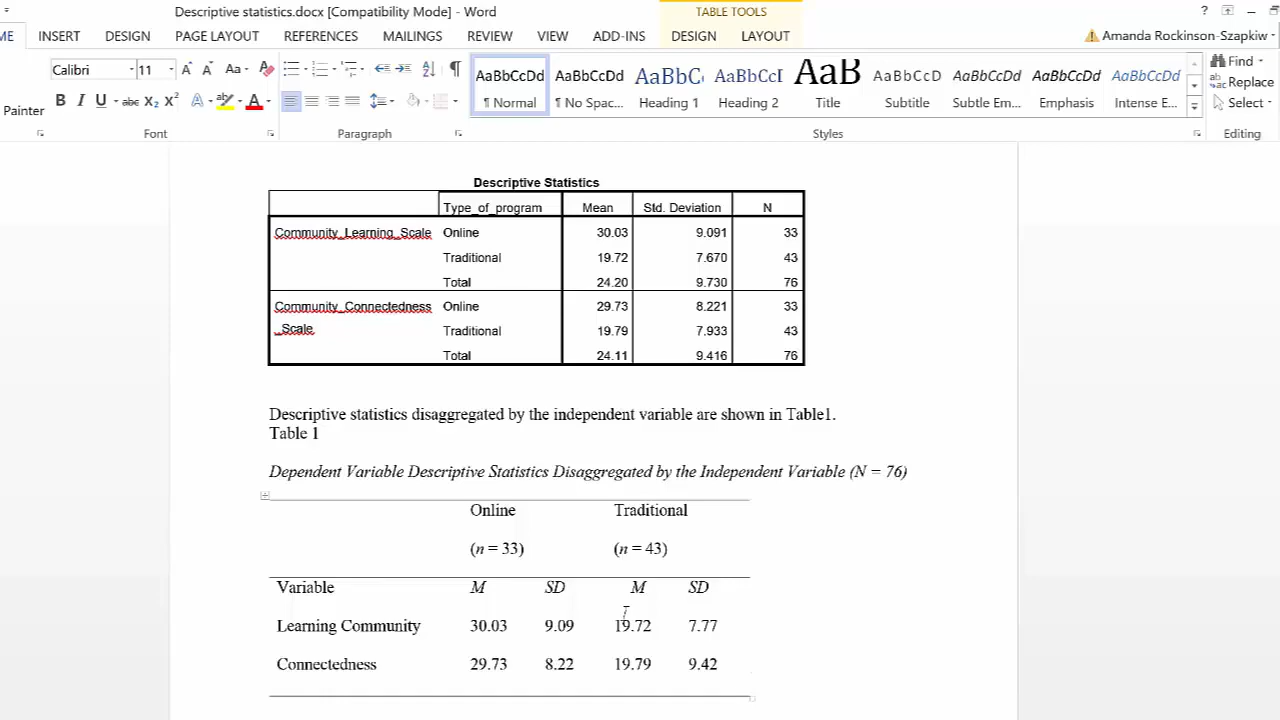 Descriptive statistics.docx [Compatibility Mode] - Word
TABLE TOOLS
?
ME INSERT DESIGN PAGE LAYOUT REFERENCES MAILINGS REVIEW VIEW ADD-INS DESIGN LAYOUT Amanda Rockinson-Szapkiw
Calibri 11 Aa
AaBbCcDd AaBbCcDd AaBbC AaBbCcI AaB AaBbCcD AaBbCcDd AaBbCcDd AaBbCcDd
Find
Replace
Select
Painter B I U abc X2 X2 A ab A
¶ Normal ¶ No Spac... Heading 1 Heading 2 Title Subtitle Subtle Em... Emphasis Intense E...
Font Paragraph Styles Editing
Descriptive Statistics
Type_of_program Mean Std. Deviation N
Community_Learning_Scale Online 30.03 9.091 33
Traditional 19.72 7.670 43
Total 24.20 9.730 76
Community_Connectedness Online 29.73 8.221 33
_Scale Traditional 19.79 7.933 43
Total 24.11 9.416 76
Descriptive statistics disaggregated by the independent variable are shown in Table1.
Table 1
Dependent Variable Descriptive Statistics Disaggregated by the Independent Variable (N = 76)
Online Traditional
(n = 33) (n = 43)
Variable M SD M SD
Learning Community 30.03 9.09 19.72 7.77
Connectedness 29.73 8.22 19.79 9.42